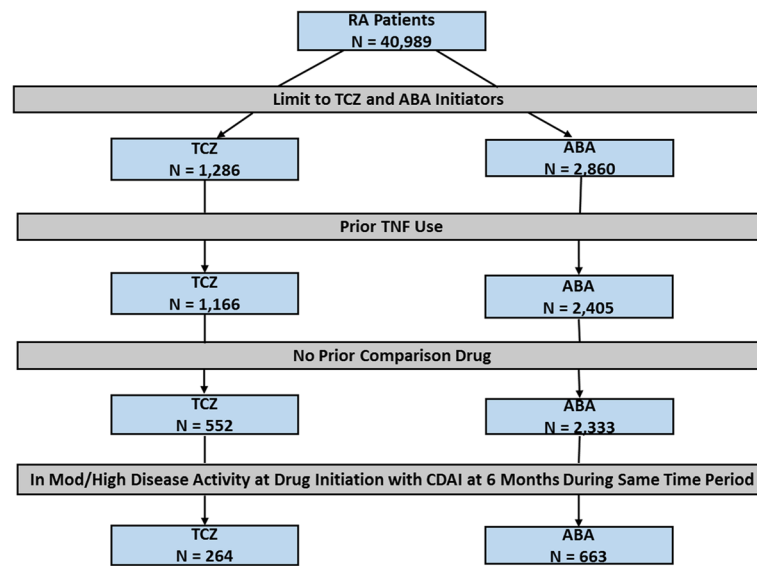 RA Patients
N = 40,989
Limit to TCZ and ABA Initiators
TCZ
N = 1,286
ABA
N = 2,860
Prior TNF Use
TCZ
N = 1,166
ABA
N = 2,405
No Prior Comparison Drug
TCZ
N = 552
ABA
N = 2,333
In Mod/High Disease Activity at Drug Initiation with CDAI at 6 Months During Same Time Period
TCZ
N = 264
ABA
N = 663